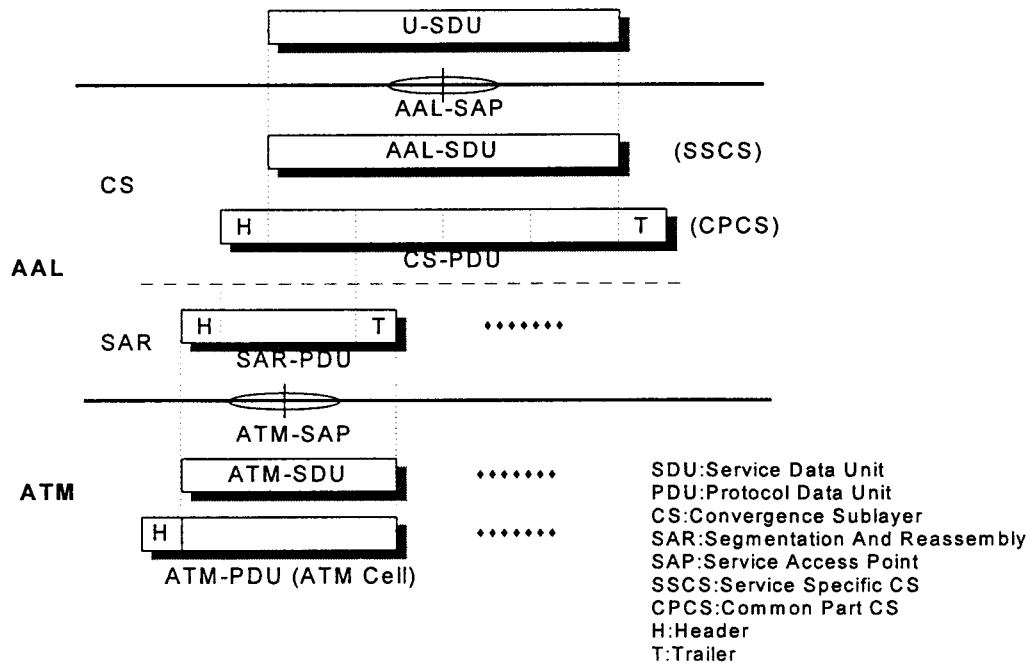 U-SDU
AAL-SAP
AAL-SDU
(SSCS)
CS
H
T
(CPCS)
CS-PDU
AAL
H
T
SAR
SAR-PDU
ATM-SAP
ATM-SDU
ATM
H
ATM-PDU (ATM Cell)
SDU:Service Data Unit
PDU:Protocol Data Unit
CS:Convergence Sublayer
SAR:Segmentation And Reassembly
SAP:Service Access Point
SSCS:Service Specific CS
CPCS:Common Part CS
H:Header
T:Trailer